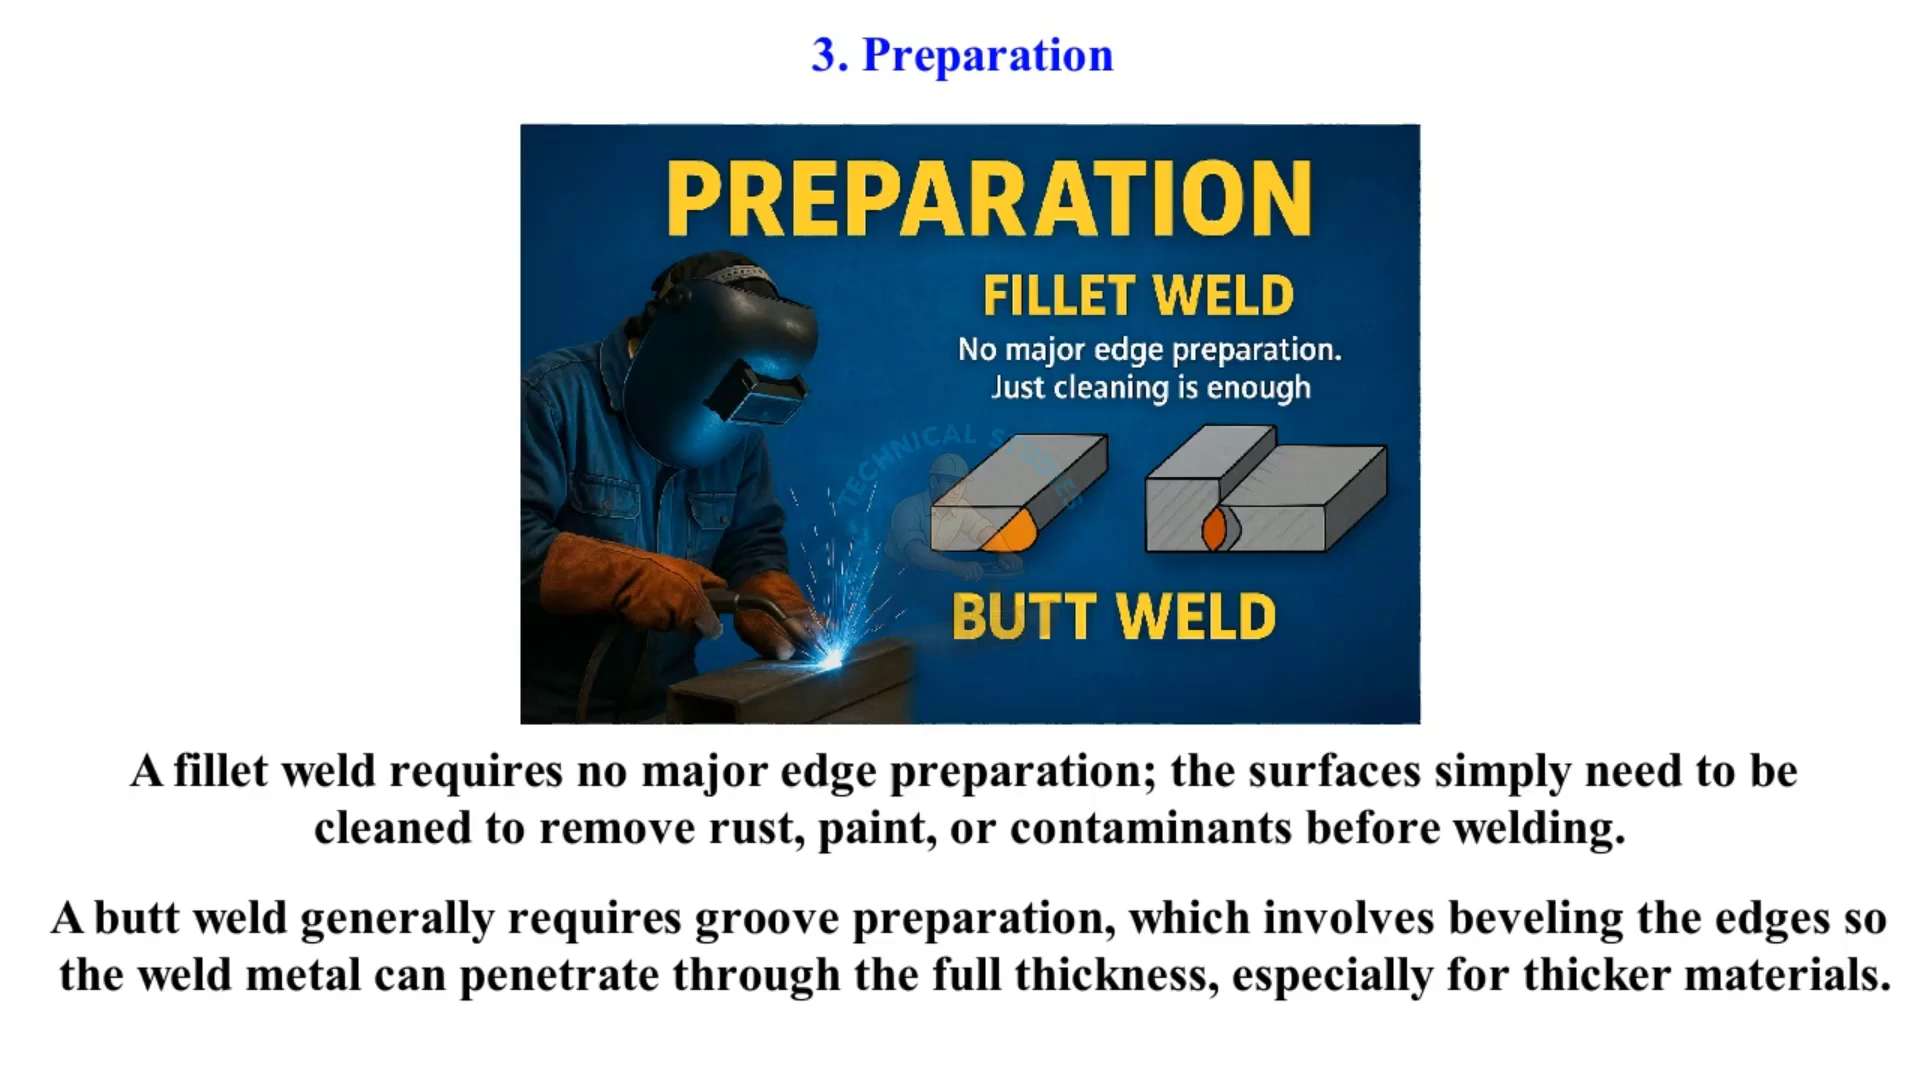 3. Preparation
PREPARATION
FILLET WELD
No major edge preparation.
Just cleaning is enough
TECHNICAL STUDIES
BUTT WELD
A fillet weld requires no major edge preparation; the surfaces simply need to be
cleaned to remove rust, paint, or contaminants before welding.
A butt weld generally requires groove preparation, which involves beveling the edges so
the weld metal can penetrate through the full thickness, especially for thicker materials.